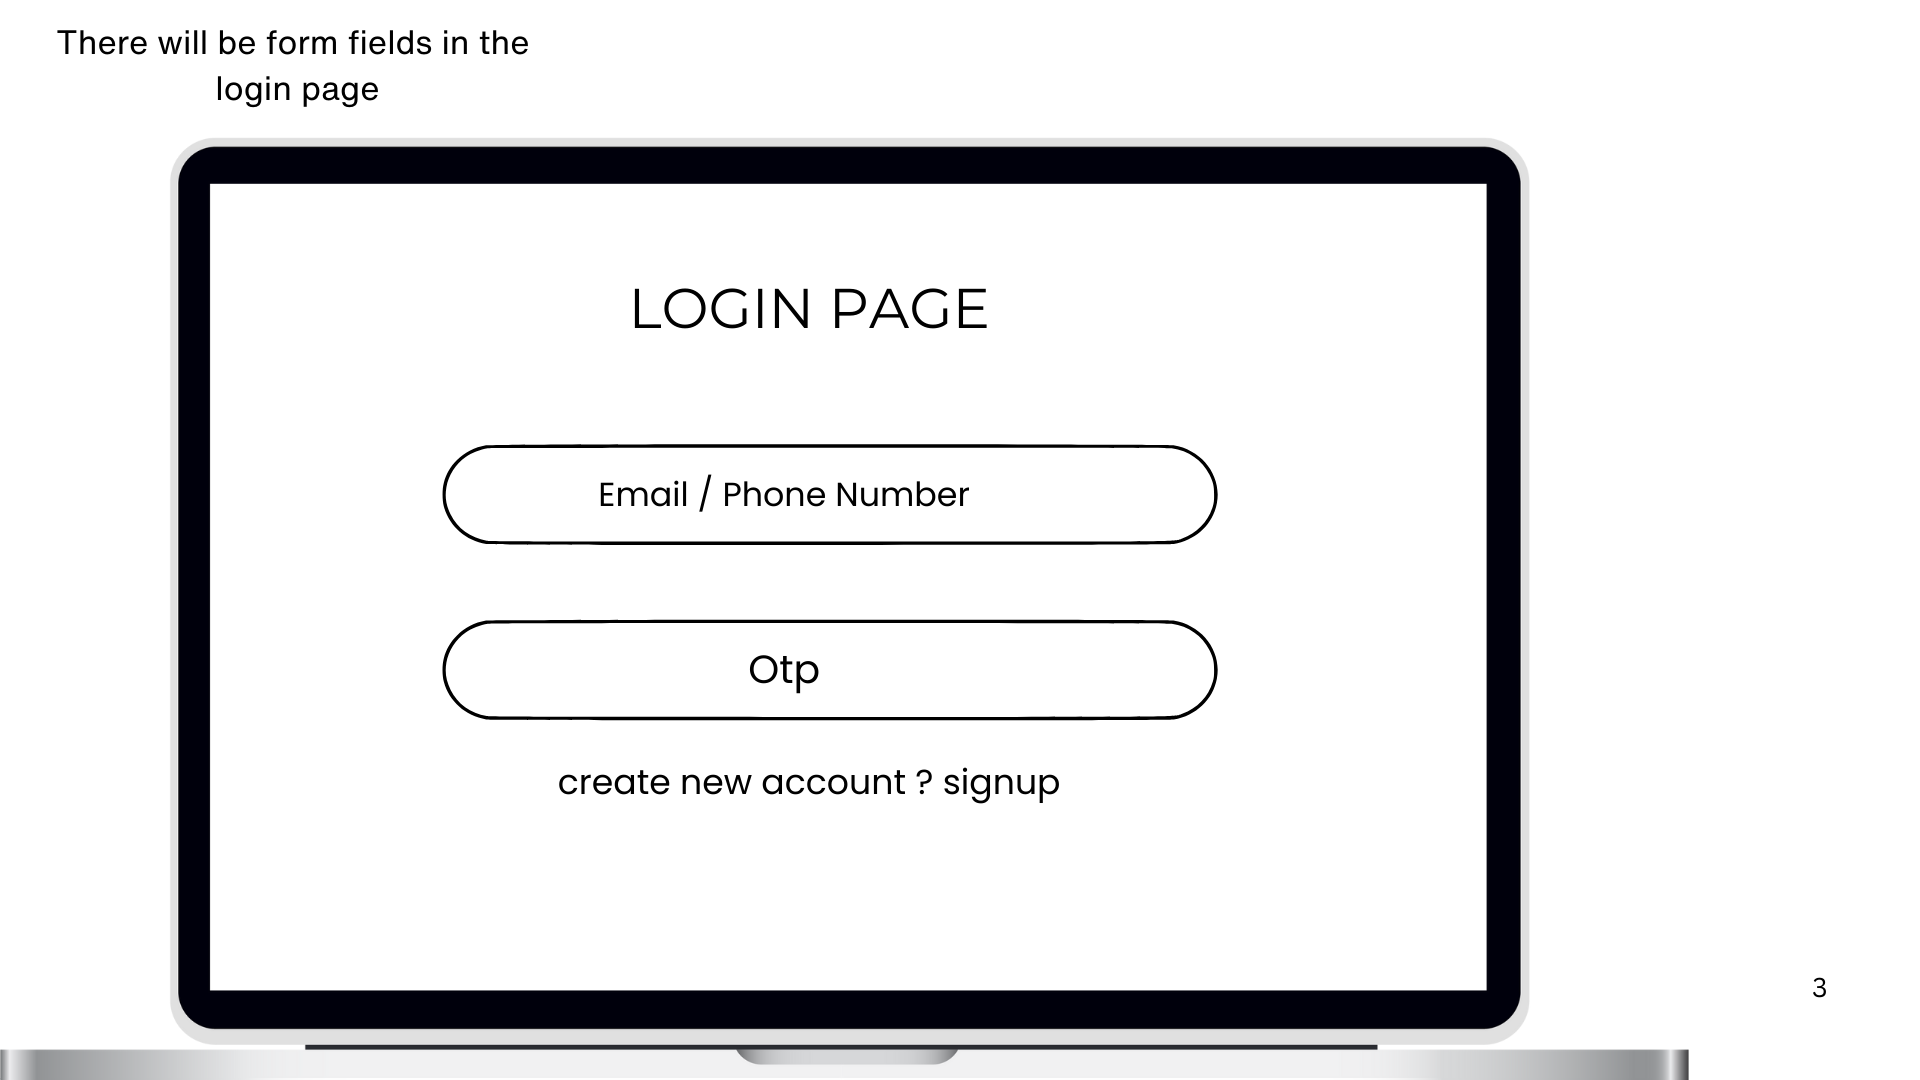 There will be form fields in the
login page
LOGIN PAGE
Email / Phone Number
Otp
create new account ? signup
3